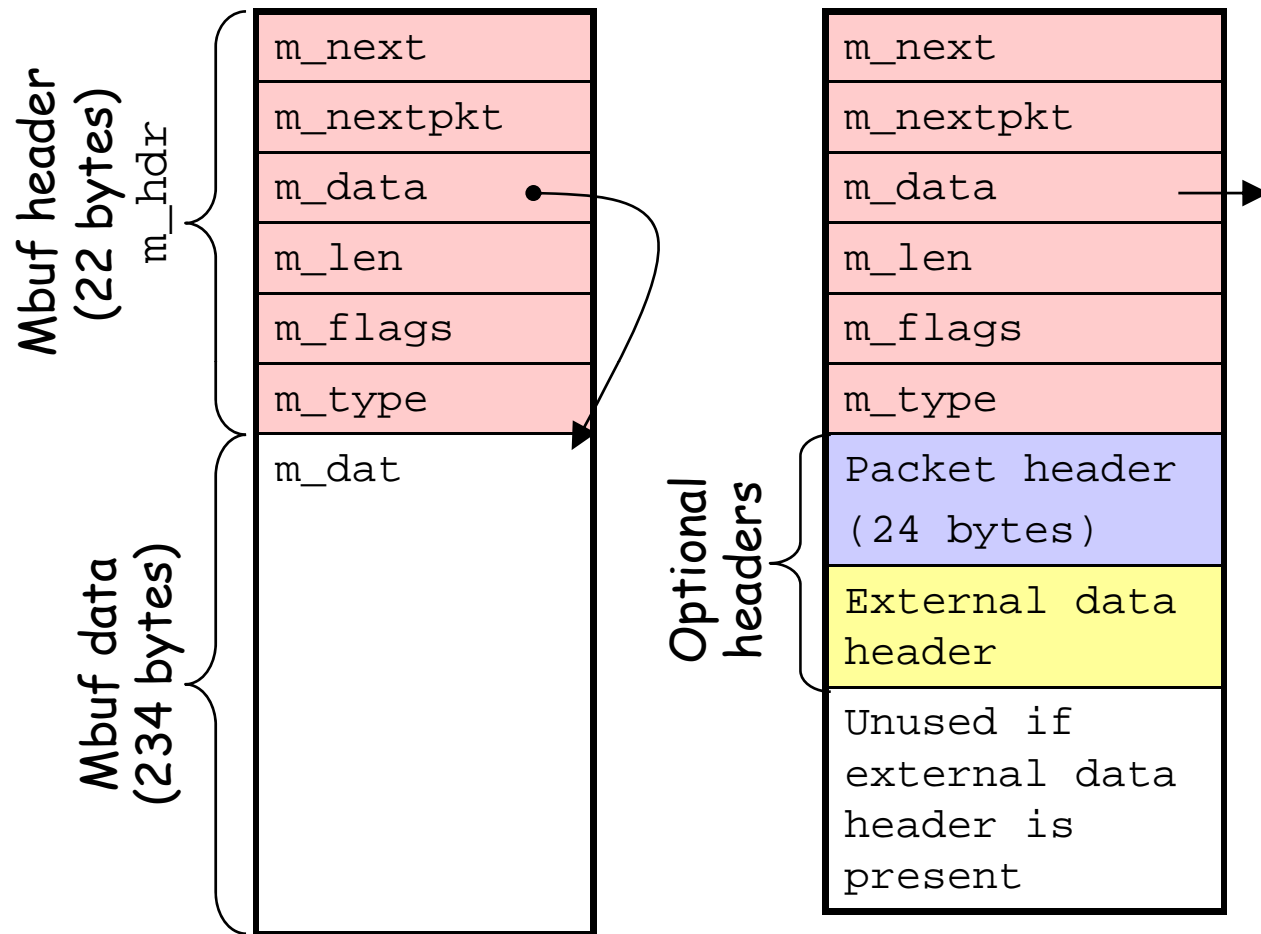 Mbuf header
(22 bytes)
m_hdr
m_next
m_nextpkt
m_data
m_len
m_flags
m_type
Mbuf data
(234 bytes)
m_dat
m_next
m_nextpkt
m_data
m_len
m_flags
m_type
Optional
headers
Packet header
(24 bytes)
External data
header
Unused if
external data
header is
present